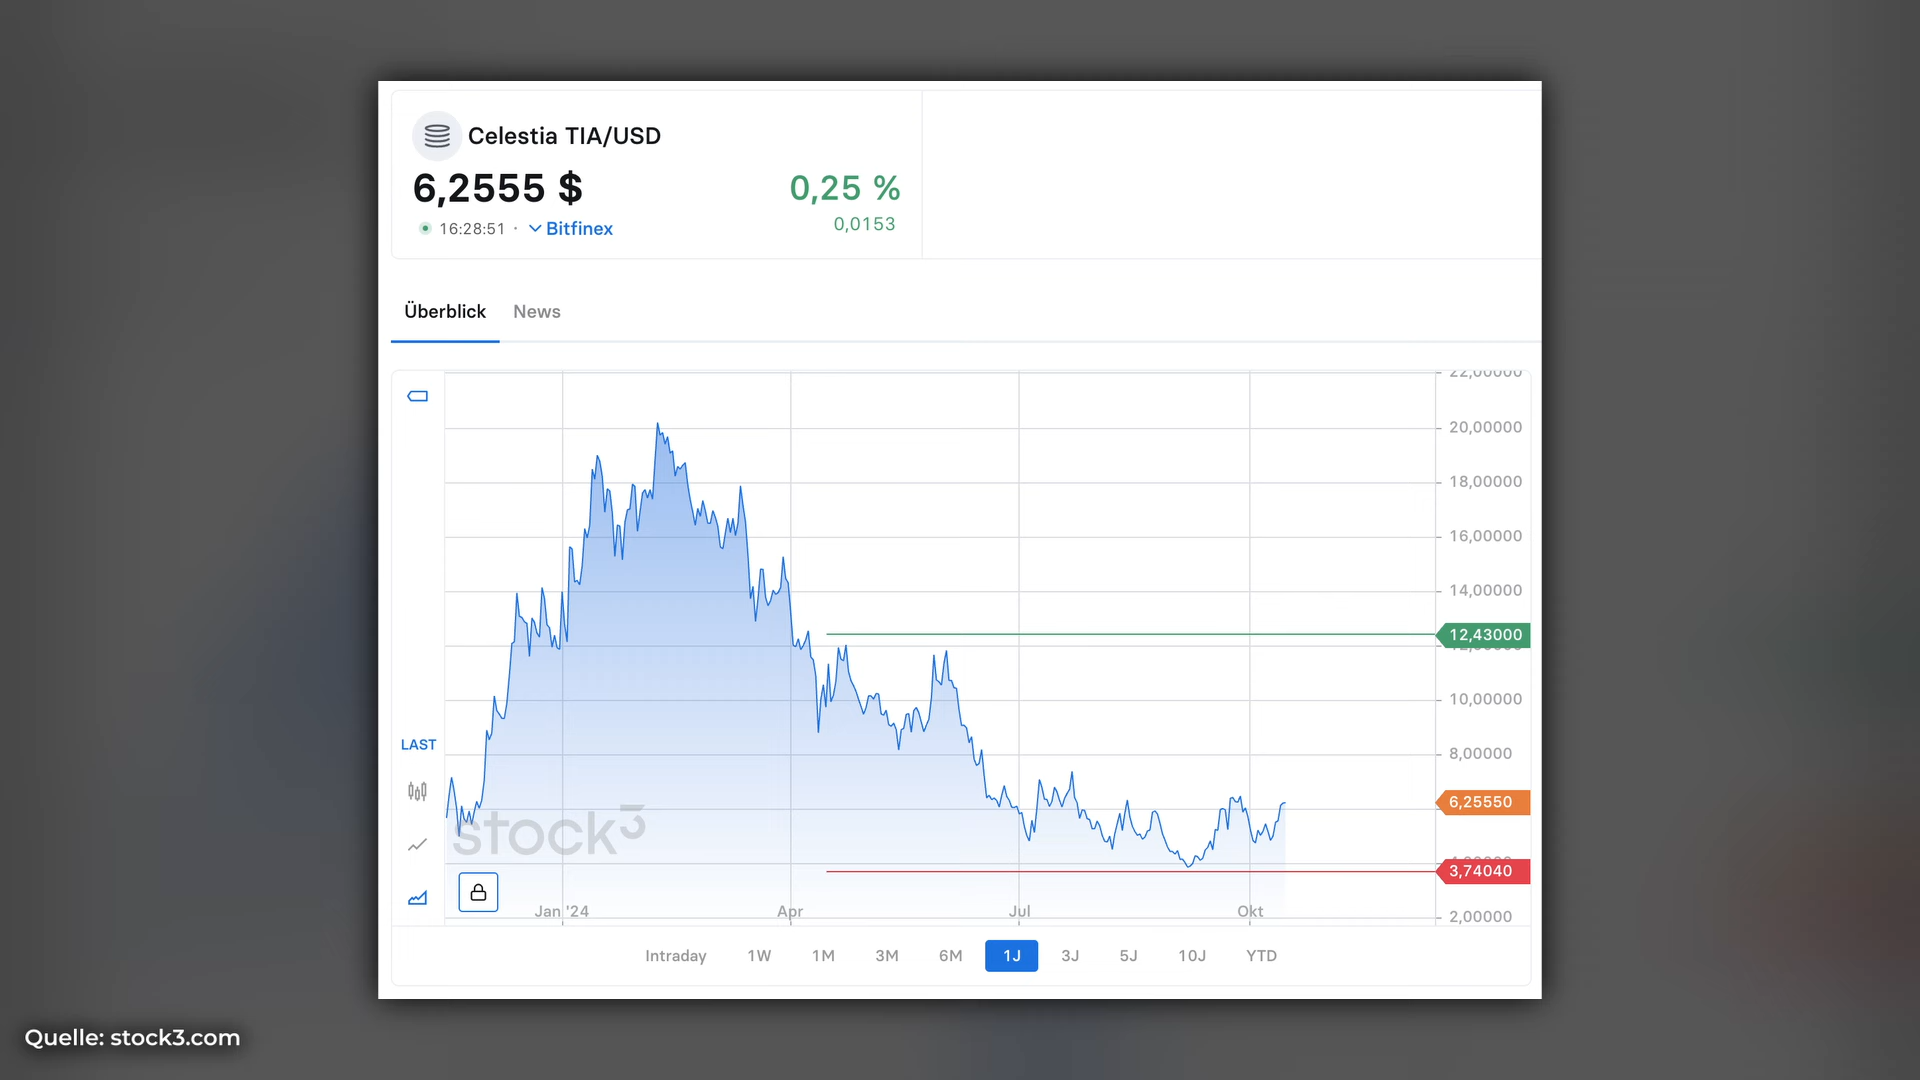 Celestia TIA/USD
6,2555 $
0,25 %
16:28:51 · Bitfinex
0,0153
Überblick
News
22,00000
20,00000
18,00000
16,00000
14,00000
12,43000
10,00000
LAST
8,00000
6,25550
stock3
3,74040
2,00000
Jan '24
Apr
Jul
Okt
Intraday 1W 1M 3M 6M 1J 3J 5J 10J YTD
Quelle: stock3.com